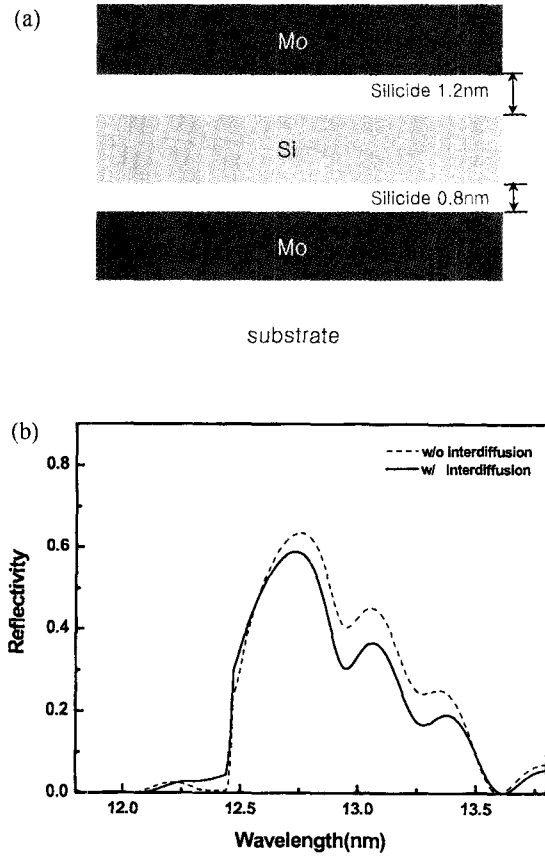 (a)
Mo
Silicide 1.2nm
Si
Silicide 0.8nm
Mo
substrate
(b)
w/o interdiffusion
w/ Interdiffusion
0.8
0.6
0.4
0.2
0.0
Reflectivity
12.0
12.5
13.0
13.5
Wavelength(nm)